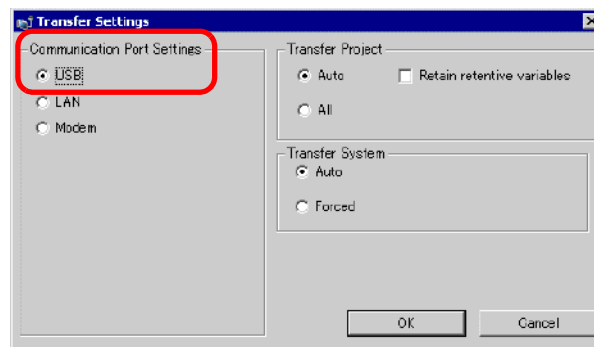 Transfer Settings
Communication Port Settings
USB
LAN
Modem
Transfer Project
Auto
Retain retentive variables
All
Transfer System
Auto
Forced
OK
Cancel